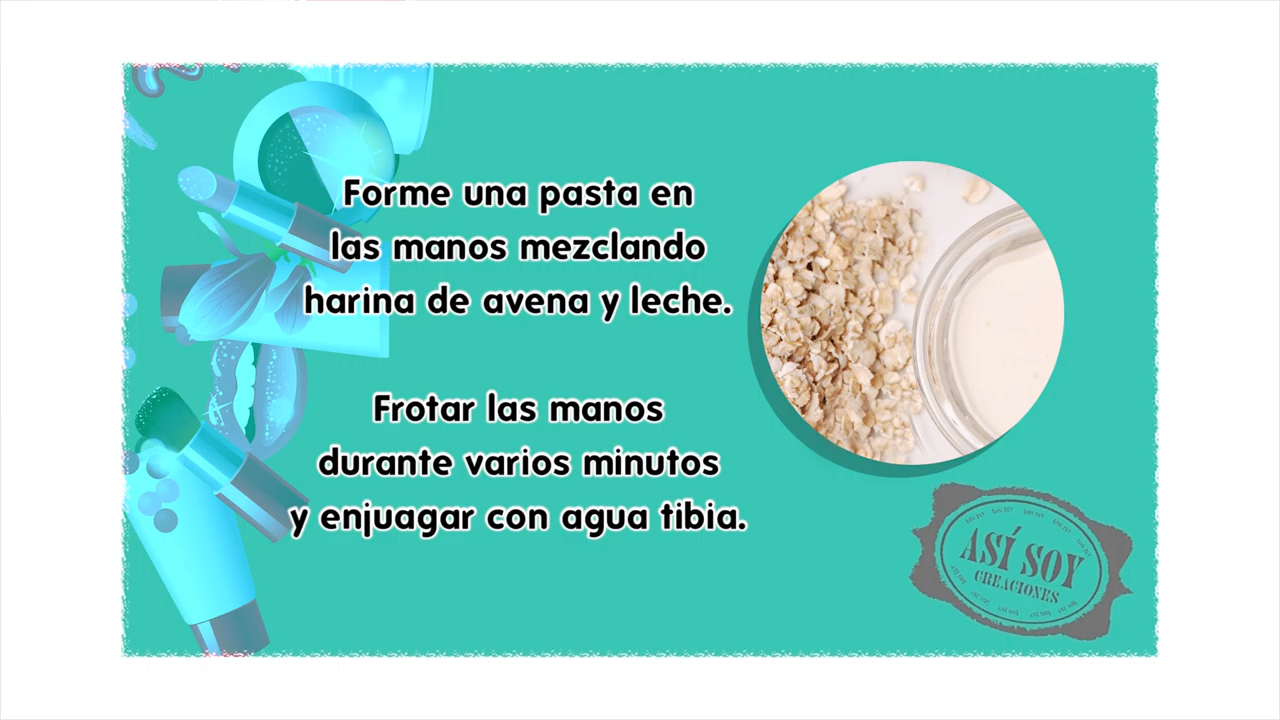 Forme una pasta en
las manos mezclando
harina de avena y leche.
Frotar las manos
durante varios minutos
y enjuagar con agua tibia.
ASÍ SOY
CREACIONES